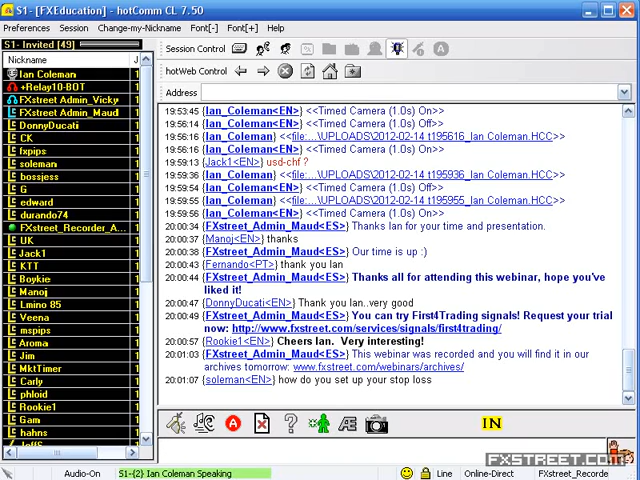 S1- [FXEducation] - hotComm CL 7.50
Preferences Session Change-my-Nickname Font[-] Font[+] Help
S1- Invited [49]
Session Control
Nickname
hotWeb Control
Address
Ian Coleman
+Relay10-BOT
FXstreet Admin_Vicky
FXstreet Admin_Maud
DonnyDucati
CK
fxpips
soleman
bossjess
G
edward
durando74
FXstreet_Recorder_A...
UK
Jack1
KTT
Boykie
Manoj
Lmino 85
Veena
mspips
Aroma
Jim
MktTimer
Carly
phloid
Rookie1
Gam
hahns
19:53:45 {Ian_Coleman<EN>} <<Timed Camera (1.0s) On>>
19:56:14 {Ian_Coleman<EN>} <<Timed Camera (1.0s) Off>>
19:56:16 {Ian_Coleman<EN>} <<file:...\UPLOADS\2012-02-14 t195616_Ian Coleman.HCC>>
19:56:16 {Ian_Coleman<EN>} <<Timed Camera (1.0s) On>>
19:59:13 {Jack1<EN>} usd-chf ?
19:59:36 {Ian_Coleman<EN>} <<file:...\UPLOADS\2012-02-14 t195936_Ian Coleman.HCC>>
19:59:54 {Ian_Coleman<EN>} <<Timed Camera (1.0s) Off>>
19:59:55 {Ian_Coleman<EN>} <<file:...\UPLOADS\2012-02-14 t195955_Ian Coleman.HCC>>
19:59:56 {Ian_Coleman<EN>} <<Timed Camera (1.0s) On>>
20:00:34 {FXstreet_Admin_Maud<ES>} Thanks Ian for your time and presentation.
20:00:37 {Manoj<EN>} thanks
20:00:38 {FXstreet_Admin_Maud<ES>} Our time is up :)
20:00:43 {Fernando<PT>} thank you Ian
20:00:44 {FXstreet_Admin_Maud<ES>} Thanks all for attending this webinar, hope you've
liked it!
20:00:47 {DonnyDucati<EN>} Thank you Ian..very good
20:00:49 {FXstreet_Admin_Maud<ES>} You can try First4Trading signals! Request your trial
now: http://www.fxstreet.com/services/signals/first4trading/
20:00:57 {Rookie1<EN>} Cheers Ian. Very interesting!
20:01:03 {FXstreet_Admin_Maud<ES>} This webinar was recorded and you will find it in our
archives tomorrow: www.fxstreet.com/webinars/archives/
20:01:07 {soleman<EN>} how do you set up your stop loss
IN
FXSTREET.COM
Audio-On S1-{2} Ian Coleman Speaking Line Online-Direct FXstreet_Recorde